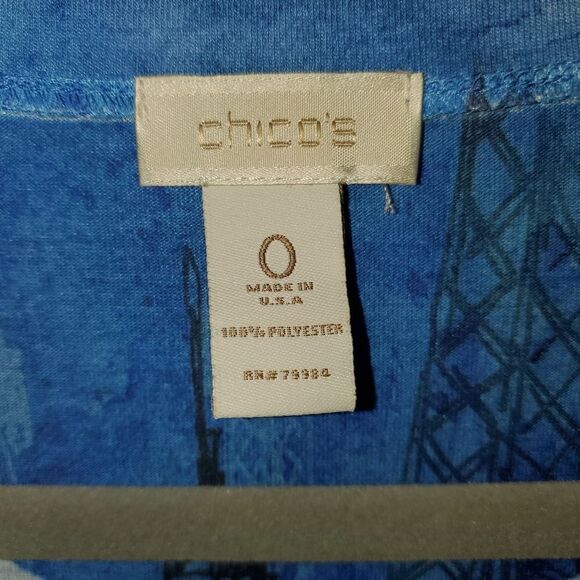 chico's
0
MADE IN
U.S.A
100% POLYESTER
RN# 79984